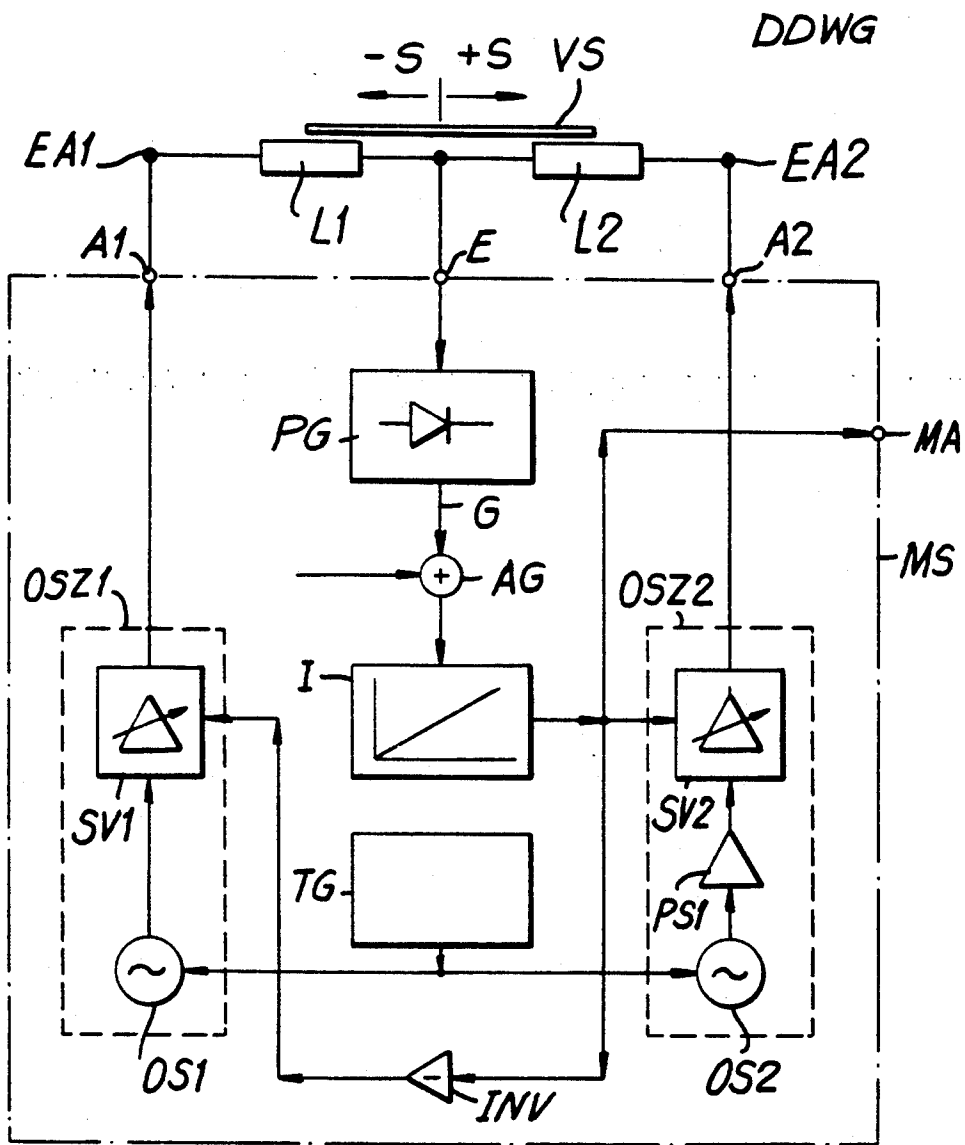 DDWG
-S +S VS
EA1
EA2
L1
L2
A1
E
A2
PG
MA
G
AG
MS
OSZ1
OSZ2
I
SV1
SV2
TG
PS1
OS1
OS2
INV